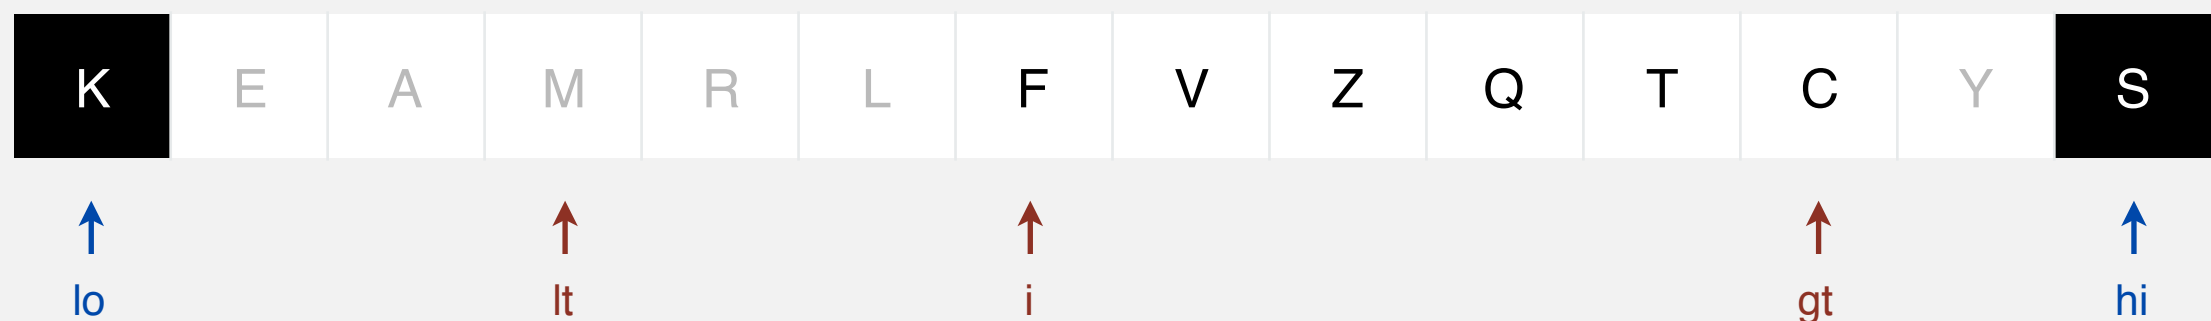 K E A M R L F V Z Q T C Y S
lo lt i gt hi